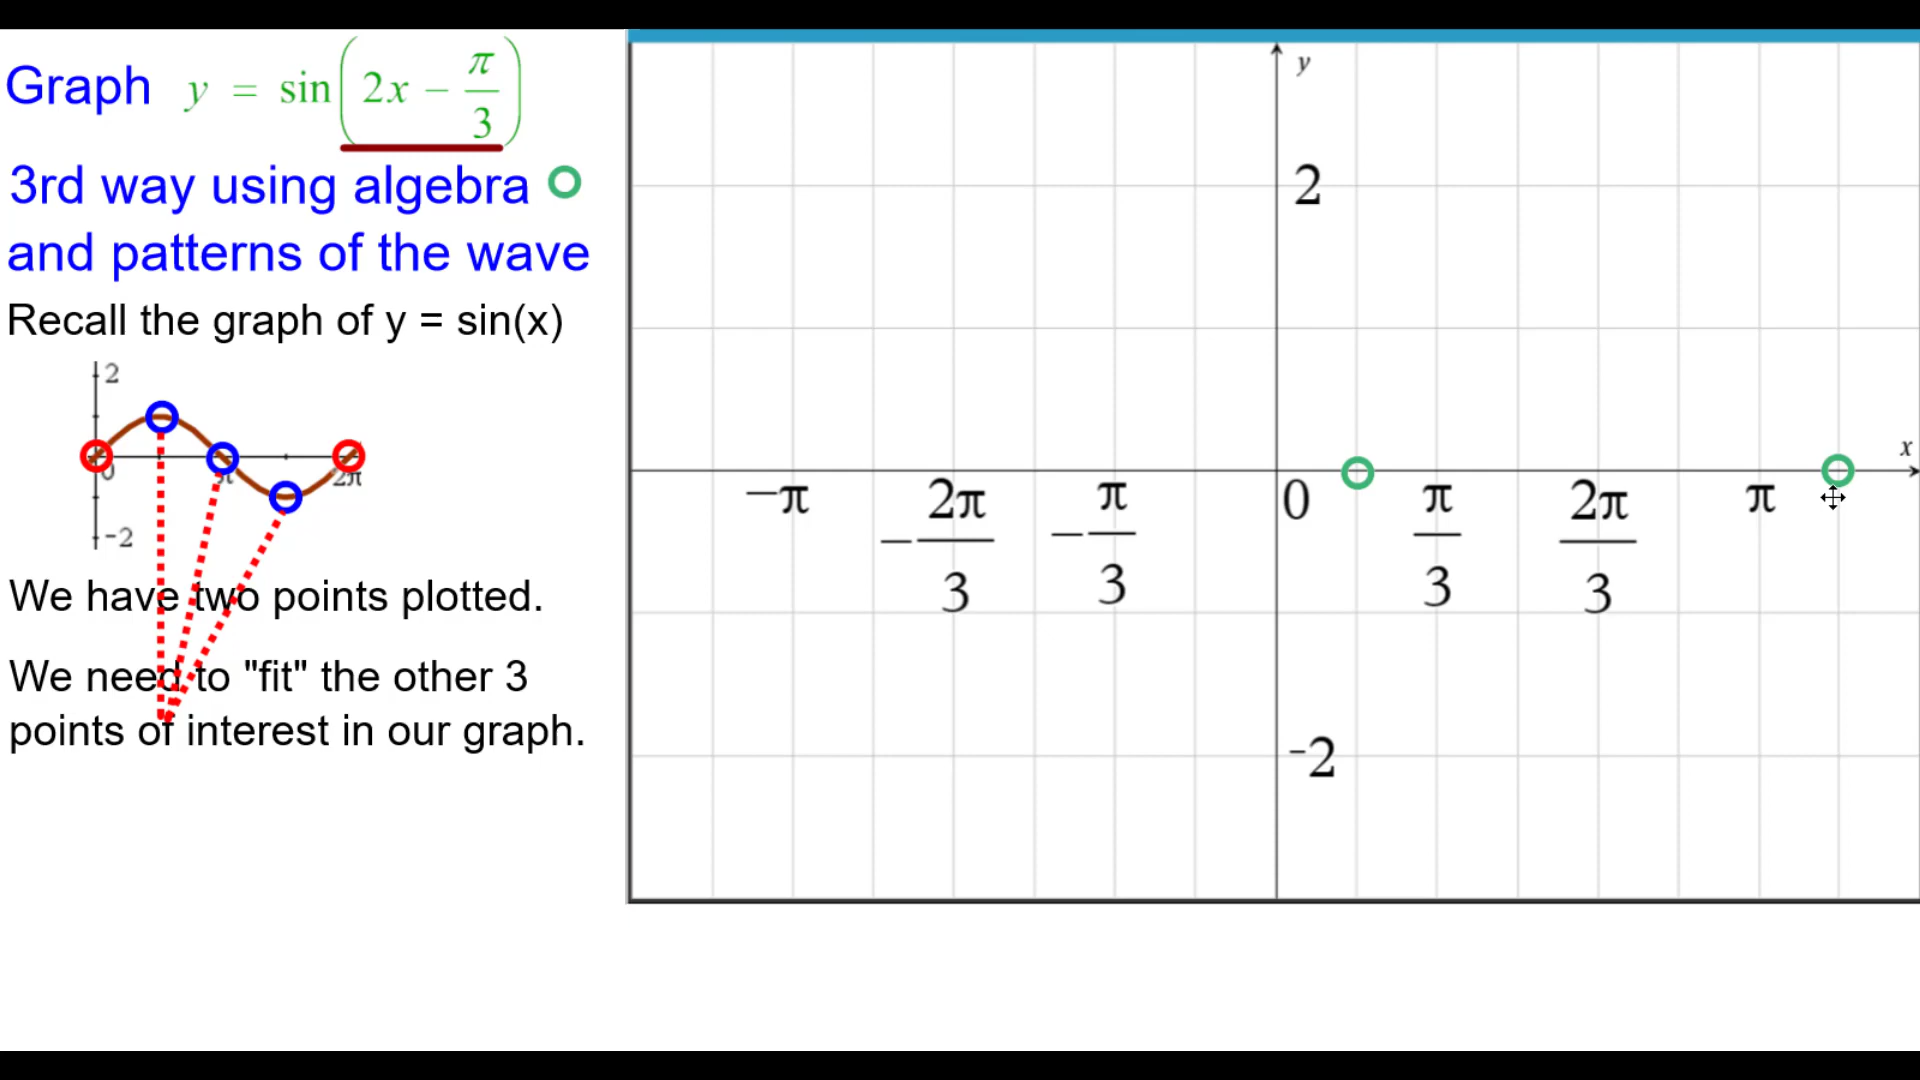 Graph y = sin(2x − π/3)
3rd way using algebra
and patterns of the wave
Recall the graph of y = sin(x)
2
0 π 2π
-2
We have two points plotted.
We need to "fit" the other 3
points of interest in our graph.
y
2
x
−π −2π/3 −π/3 0 π/3 2π/3 π
-2